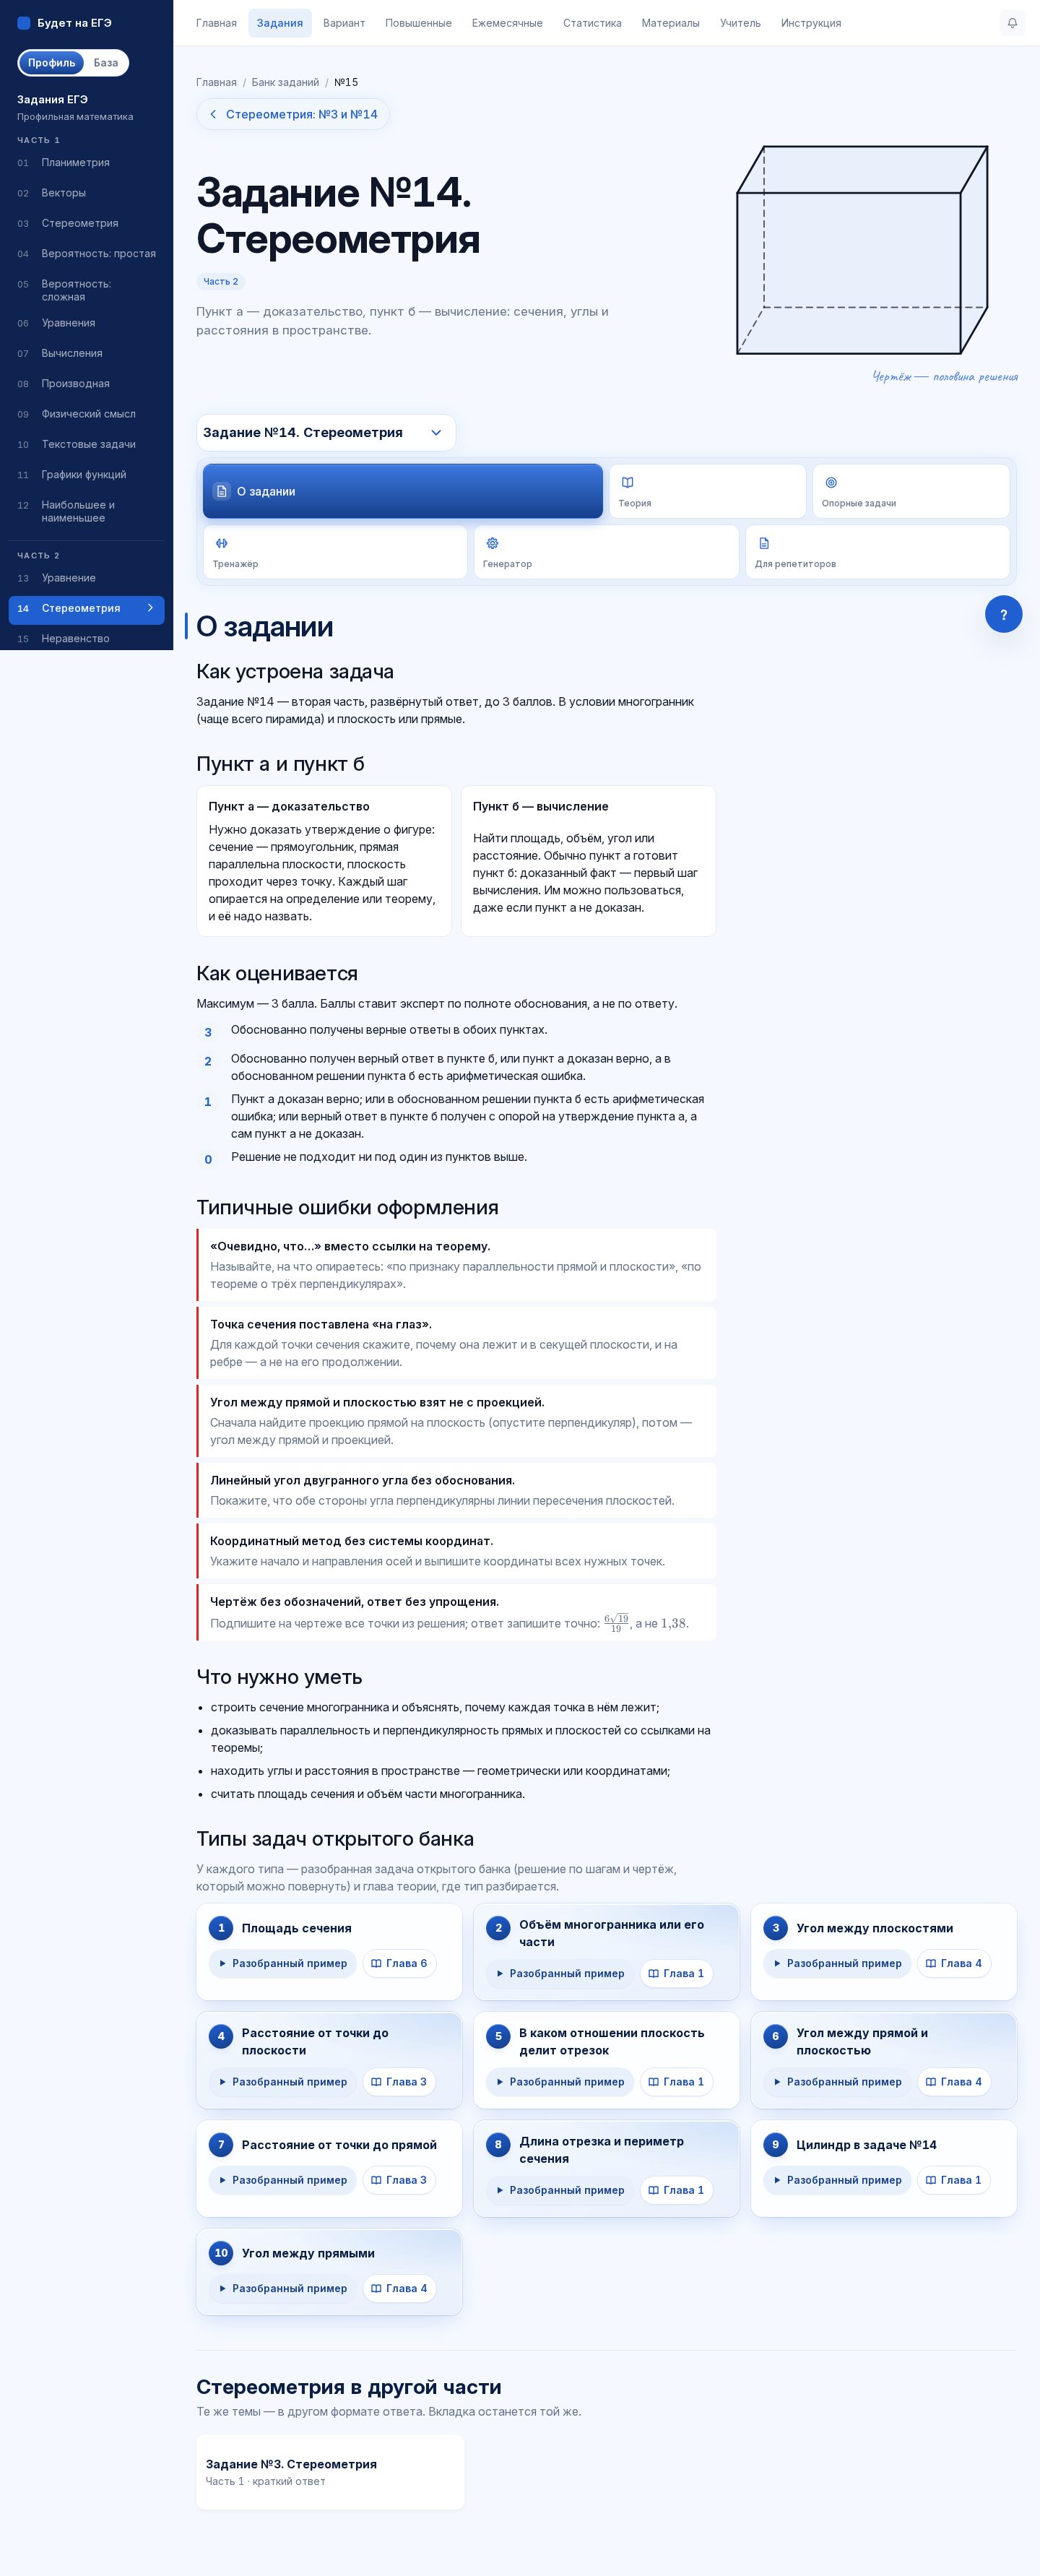 Будет на ЕГЭ
Профиль
База
Задания ЕГЭ
Профильная математика
ЧАСТЬ 1
01 Планиметрия
02 Векторы
03 Стереометрия
04 Вероятность: простая
05 Вероятность:
сложная
06 Уравнения
07 Вычисления
08 Производная
09 Физический смысл
10 Текстовые задачи
11 Графики функций
12 Наибольшее и
наименьшее
ЧАСТЬ 2
13 Уравнение
14 Стереометрия
15 Неравенство
Главная Задания Вариант Повышенные Ежемесячные Статистика Материалы Учитель Инструкция
Главная / Банк заданий / №15
Стереометрия: №3 и №14
Задание №14.
Стереометрия
Часть 2
Пункт а — доказательство, пункт б — вычисление: сечения, углы и
расстояния в пространстве.
Чертёж — половина решения
Задание №14. Стереометрия
О задании
Теория
Опорные задачи
Тренажёр
Генератор
Для репетиторов
?
О задании
Как устроена задача
Задание №14 — вторая часть, развёрнутый ответ, до 3 баллов. В условии многогранник
(чаще всего пирамида) и плоскость или прямые.
Пункт а и пункт б
Пункт а — доказательство
Нужно доказать утверждение о фигуре:
сечение — прямоугольник, прямая
параллельна плоскости, плоскость
проходит через точку. Каждый шаг
опирается на определение или теорему,
и её надо назвать.
Пункт б — вычисление
Найти площадь, объём, угол или
расстояние. Обычно пункт а готовит
пункт б: доказанный факт — первый шаг
вычисления. Им можно пользоваться,
даже если пункт а не доказан.
Как оценивается
Максимум — 3 балла. Баллы ставит эксперт по полноте обоснования, а не по ответу.
3 Обоснованно получены верные ответы в обоих пунктах.
2 Обоснованно получен верный ответ в пункте б, или пункт а доказан верно, а в
обоснованном решении пункта б есть арифметическая ошибка.
1 Пункт а доказан верно; или в обоснованном решении пункта б есть арифметическая
ошибка; или верный ответ в пункте б получен с опорой на утверждение пункта а, а
сам пункт а не доказан.
0 Решение не подходит ни под один из пунктов выше.
Типичные ошибки оформления
«Очевидно, что…» вместо ссылки на теорему.
Называйте, на что опираетесь: «по признаку параллельности прямой и плоскости», «по
теореме о трёх перпендикулярах».
Точка сечения поставлена «на глаз».
Для каждой точки сечения скажите, почему она лежит и в секущей плоскости, и на
ребре — а не на его продолжении.
Угол между прямой и плоскостью взят не с проекцией.
Сначала найдите проекцию прямой на плоскость (опустите перпендикуляр), потом —
угол между прямой и проекцией.
Линейный угол двугранного угла без обоснования.
Покажите, что обе стороны угла перпендикулярны линии пересечения плоскостей.
Координатный метод без системы координат.
Укажите начало и направления осей и выпишите координаты всех нужных точек.
Чертёж без обозначений, ответ без упрощения.
Подпишите на чертеже все точки из решения; ответ запишите точно: 6√19/19, а не 1,38.
Что нужно уметь
• строить сечение многогранника и объяснять, почему каждая точка в нём лежит;
• доказывать параллельность и перпендикулярность прямых и плоскостей со ссылками на
теоремы;
• находить углы и расстояния в пространстве — геометрически или координатами;
• считать площадь сечения и объём части многогранника.
Типы задач открытого банка
У каждого типа — разобранная задача открытого банка (решение по шагам и чертёж,
который можно повернуть) и глава теории, где тип разбирается.
1 Площадь сечения
Разобранный пример Глава 6
2 Объём многогранника или его
части
Разобранный пример Глава 1
3 Угол между плоскостями
Разобранный пример Глава 4
4 Расстояние от точки до
плоскости
Разобранный пример Глава 3
5 В каком отношении плоскость
делит отрезок
Разобранный пример Глава 1
6 Угол между прямой и
плоскостью
Разобранный пример Глава 4
7 Расстояние от точки до прямой
Разобранный пример Глава 3
8 Длина отрезка и периметр
сечения
Разобранный пример Глава 1
9 Цилиндр в задаче №14
Разобранный пример Глава 1
10 Угол между прямыми
Разобранный пример Глава 4
Стереометрия в другой части
Те же темы — в другом формате ответа. Вкладка останется той же.
Задание №3. Стереометрия
Часть 1 · краткий ответ